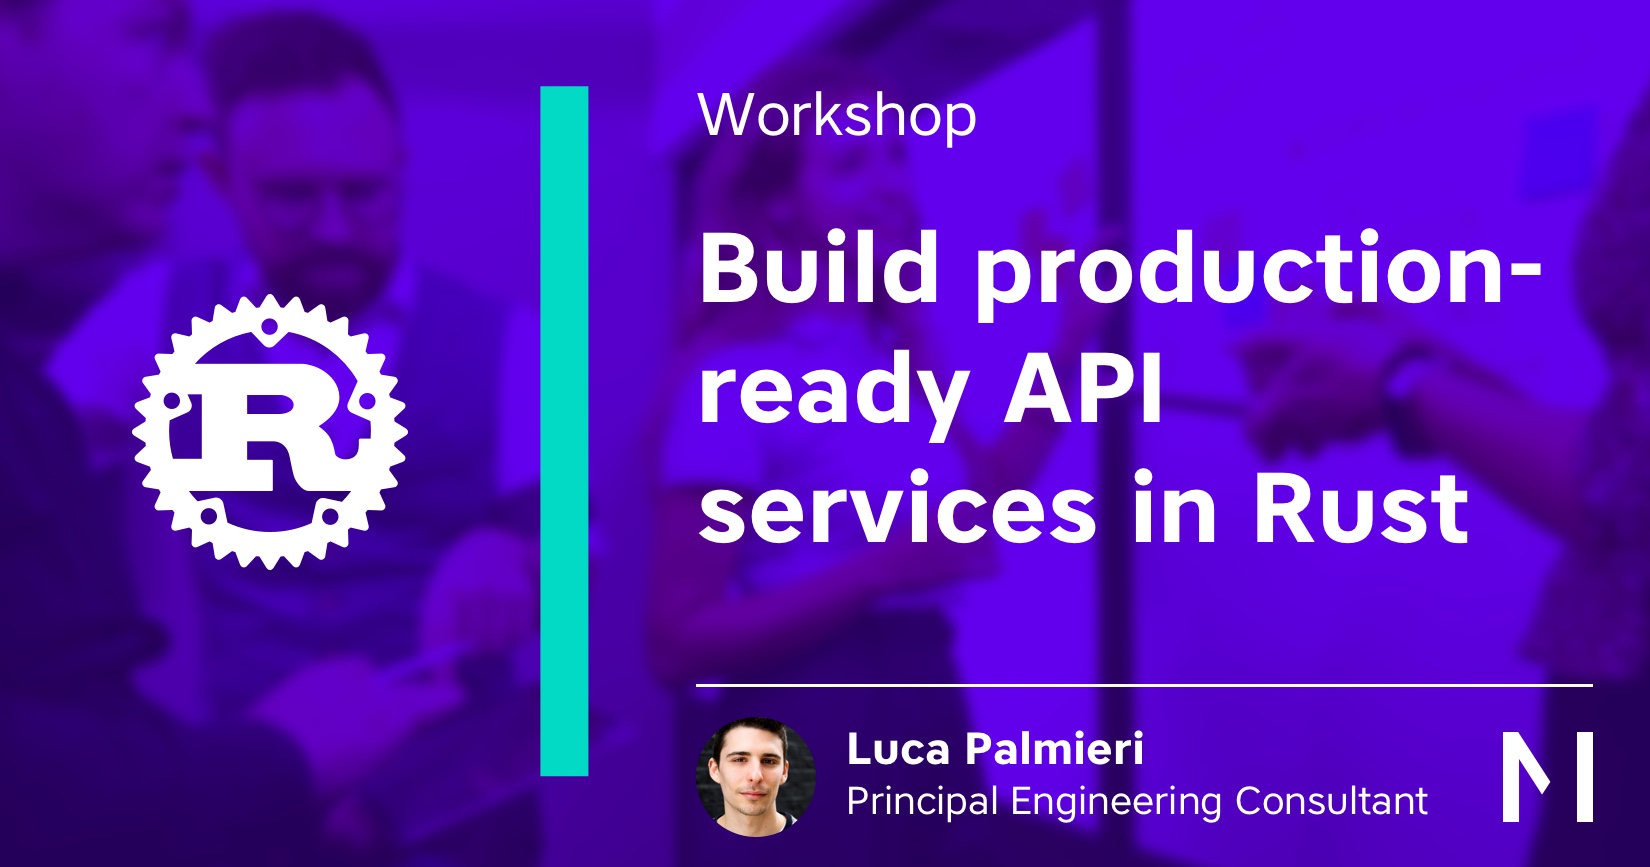 Workshop
Build production-
ready API
services in Rust
Luca Palmieri
Principal Engineering Consultant